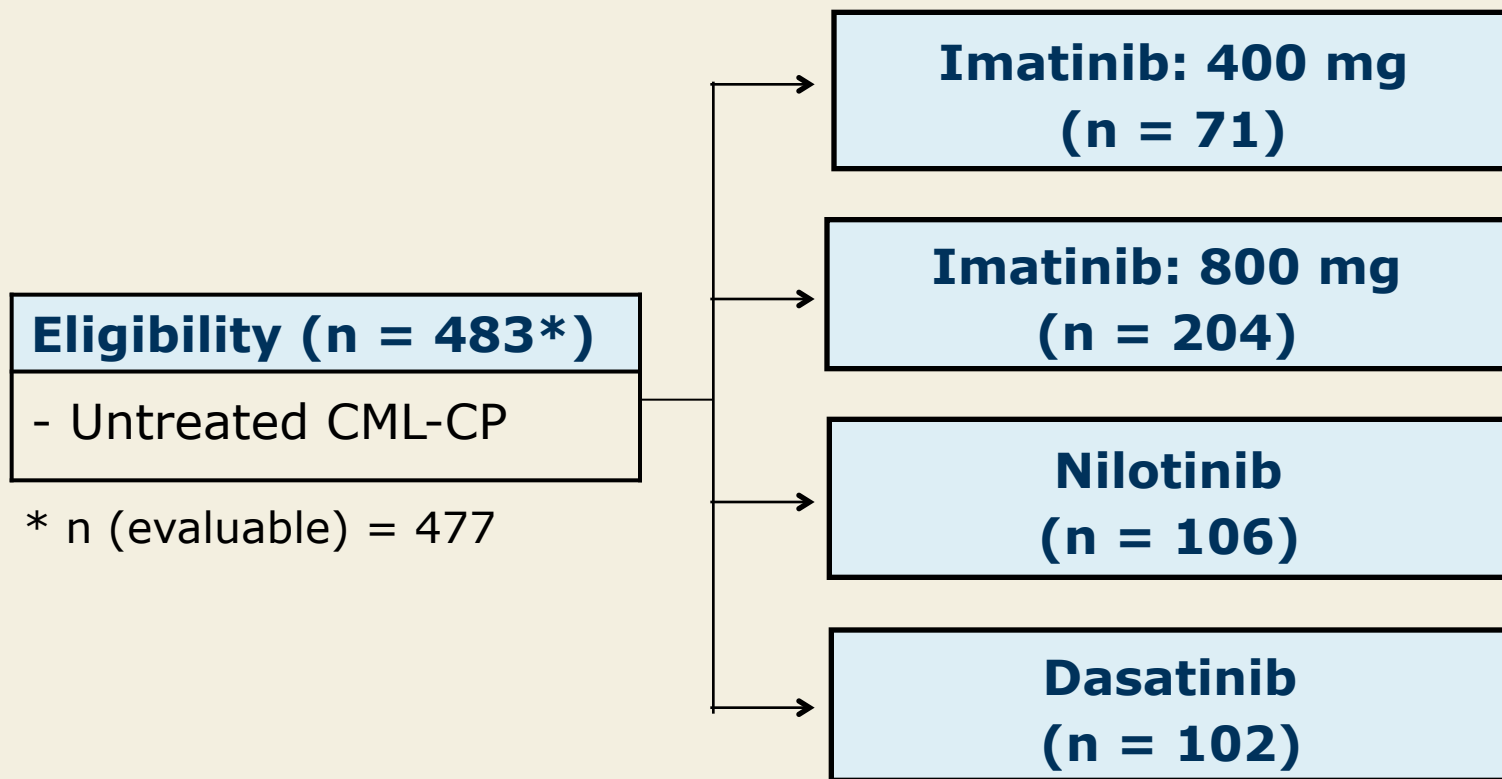 Eligibility (n = 483*)
- Untreated CML-CP
* n (evaluable) = 477
Imatinib: 400 mg
(n = 71)
Imatinib: 800 mg
(n = 204)
Nilotinib
(n = 106)
Dasatinib
(n = 102)